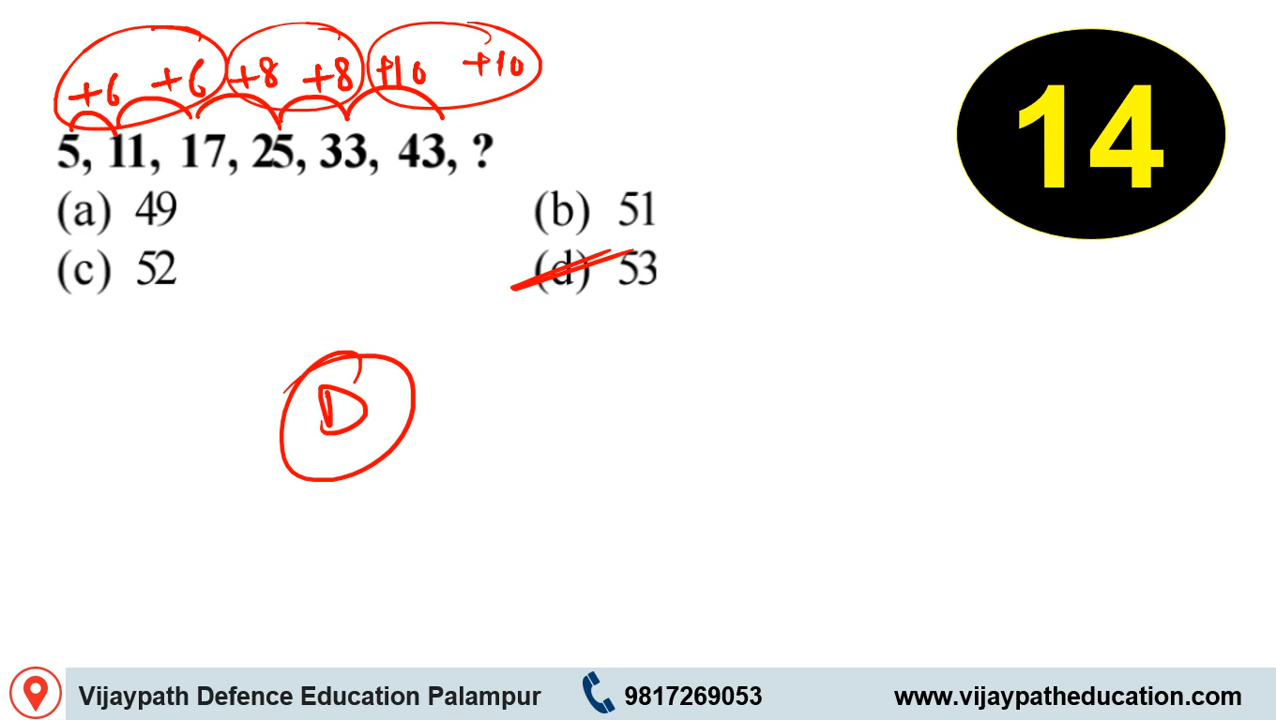 +6 +6 +8 +8 +10 +10
5, 11, 17, 25, 33, 43, ?
(a) 49 (b) 51
(c) 52 (d) 53
14
D
Vijaypath Defence Education Palampur 9817269053 www.vijaypatheducation.com